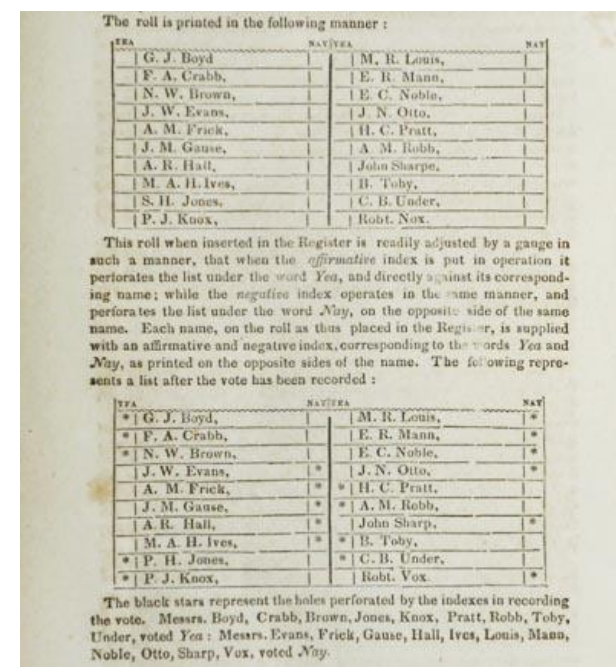 The roll is printed in the following manner :
YEA NAY YEA NAY
G. J. Boyd M. R. Louis,
F. A. Crabb, E. R. Mann,
N. W. Brown, E. C. Noble,
J. W. Evans, J. N. Otto,
A. M. Frick, H. C. Pratt,
J. M. Gause, A. M. Robb,
A. R. Hall, John Sharpe,
M. A. H. Ives, B. Toby,
S. H. Jones, C. B. Under,
P. J. Knox, Robt. Nox.
This roll when inserted in the Register is readily adjusted by a gauge in
such a manner, that when the affirmative index is put in operation it
perforates the list under the word Yea, and directly against its correspond-
ing name; while the negative index operates in the same manner, and
perforates the list under the word Nay, on the opposite side of the same
name. Each name, on the roll as thus placed in the Register, is supplied
with an affirmative and negative index, corresponding to the words Yea and
Nay, as printed on the opposite sides of the name. The following repre-
sents a list after the vote has been recorded :
YEA NAY YEA NAY
* G. J. Boyd, M. R. Louis, *
* F. A. Crabb, E. R. Mann, *
* N. W. Brown, E. C. Noble, *
J. W. Evans, * J. N. Otto, *
A. M. Frick, * * H. C. Pratt,
J. M. Gause, * * A. M. Robb,
A. R. Hall, * John Sharp, *
M. A. H. Ives, * * B. Toby,
* P. H. Jones, * C. B. Under,
* P. J. Knox, Robt. Vox *
The black stars represent the holes perforated by the indexes in recording
the vote. Messrs. Boyd, Crabb, Brown, Jones, Knox, Pratt, Robb, Toby,
Under, voted Yea : Messrs. Evans, Frick, Gause, Hall, Ives, Louis, Mann,
Noble, Otto, Sharp, Vox, voted Nay.